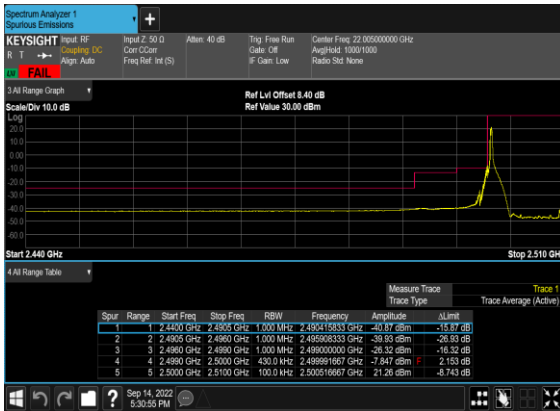 Spectrum Analyzer 1
Spurious Emissions
+
KEYSIGHT Input: RF Input Z: 50 Ω Atten: 40 dB Trig: Free Run Center Freq: 22.005000000 GHz
R T Coupling: DC Corr CCorr Gate: Off Avg|Hold: 1000/1000
Align: Auto Freq Ref: Int (S) IF Gain: Low Radio Std: None
LW FAIL
3 All Range Graph
Ref Lvl Offset 8.40 dB
Scale/Div 10.0 dB Ref Value 30.00 dBm
Log
20.0
10.0
0.00
-10.0
-20.0
-30.0
-40.0
-50.0
-60.0
Start 2.440 GHz Stop 2.510 GH
4 All Range Table
Measure Trace Trace 1
Trace Type Trace Average (Active)
Spur Range Start Freq Stop Freq RBW Frequency Amplitude ΔLimit
1 1 2.4400 GHz 2.4905 GHz 1.000 MHz 2.490415833 GHz -40.87 dBm -15.87 dB
2 2 2.4905 GHz 2.4960 GHz 1.000 MHz 2.495908333 GHz -39.93 dBm -26.93 dB
3 3 2.4960 GHz 2.4990 GHz 1.000 MHz 2.499000000 GHz -26.32 dBm -16.32 dB
4 4 2.4990 GHz 2.5000 GHz 430.0 kHz 2.499991667 GHz -7.847 dBm F 2.153 dB
5 5 2.5000 GHz 2.5100 GHz 100.0 kHz 2.500516667 GHz 21.26 dBm -8.743 dB
? Sep 14, 2022
5:30:55 PM